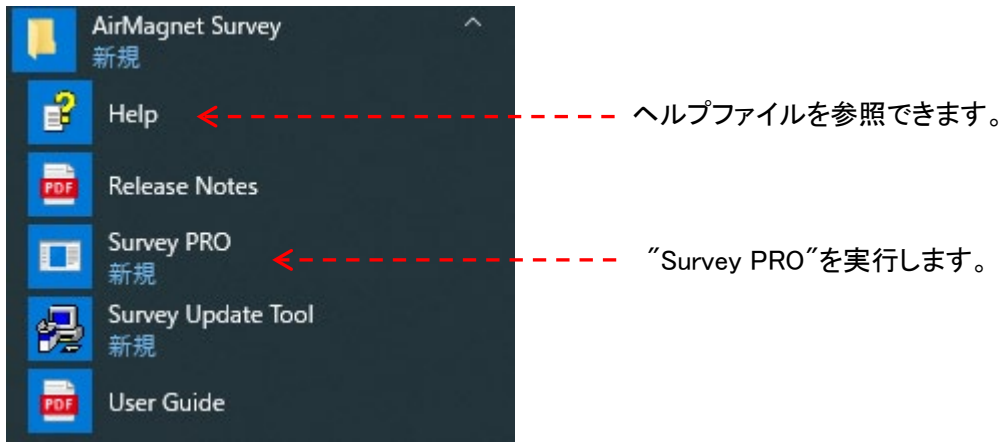 AirMagnet Survey
新規
Help
ヘルプファイルを参照できます。
PDF
Release Notes
Survey PRO
新規
"Survey PRO"を実行します。
Survey Update Tool
新規
PDF
User Guide